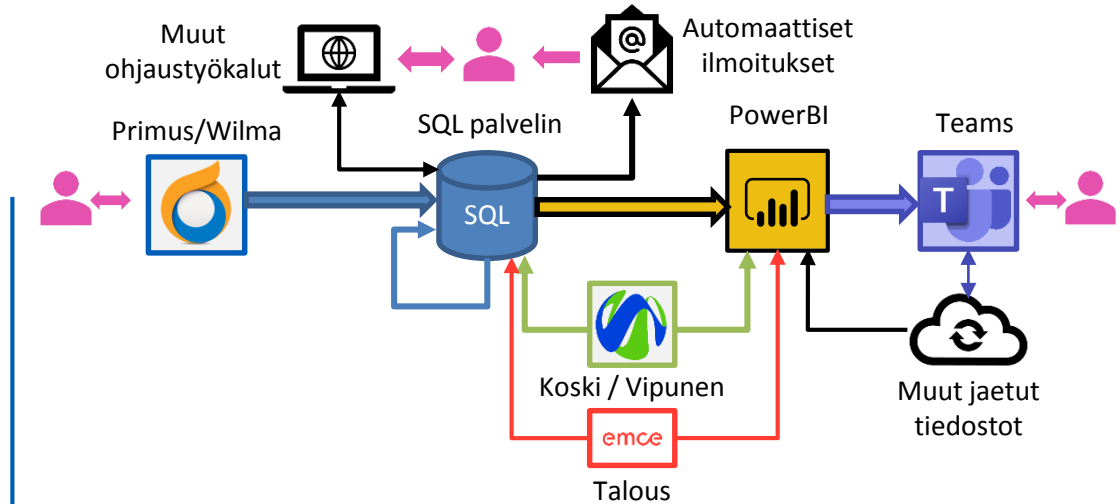 Muut
ohjaustyökalut
@
Automaattiset
ilmoitukset
Primus/Wilma
SQL palvelin
PowerBI
Teams
SQL
T
Koski / Vipunen
emce
Talous
Muut jaetut
tiedostot